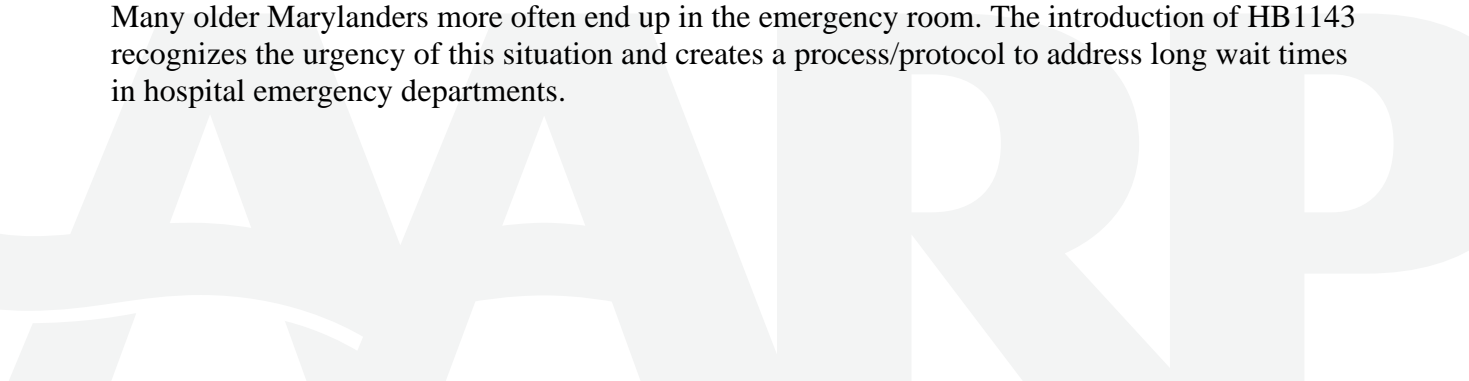 Many older Marylanders more often end up in the emergency room. The introduction of HB1143
recognizes the urgency of this situation and creates a process/protocol to address long wait times
in hospital emergency departments.
AARP